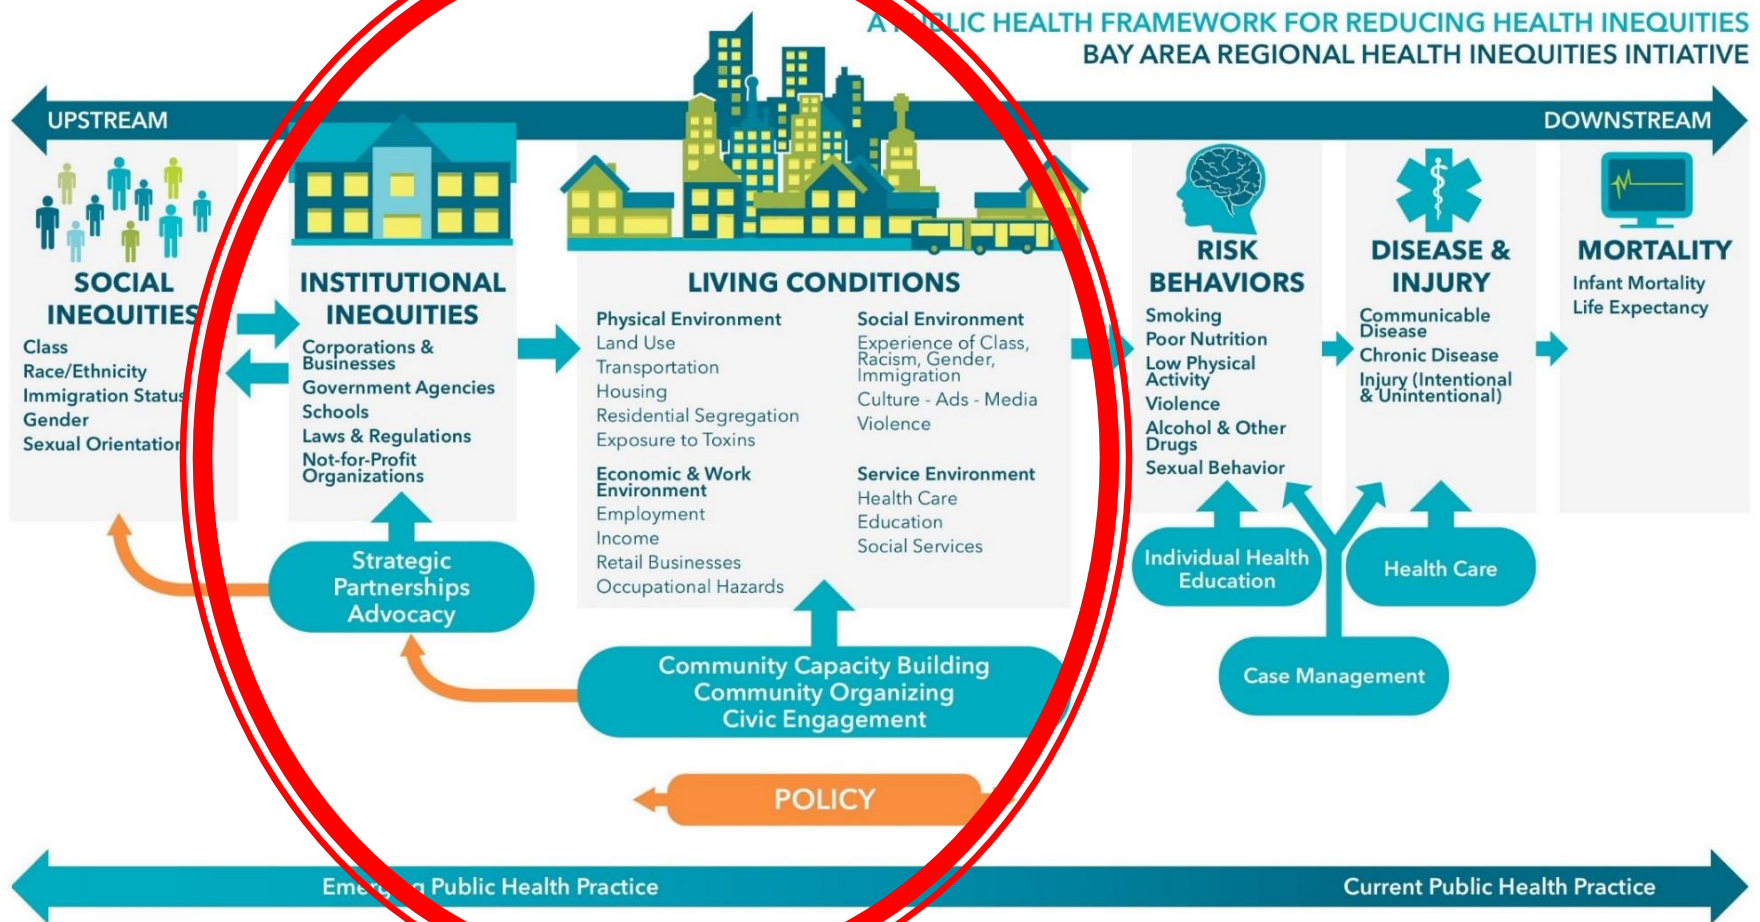 A PUBLIC HEALTH FRAMEWORK FOR REDUCING HEALTH INEQUITIES
BAY AREA REGIONAL HEALTH INEQUITIES INTIATIVE
UPSTREAM
DOWNSTREAM
SOCIAL
INEQUITIES
Class
Race/Ethnicity
Immigration Status
Gender
Sexual Orientation
INSTITUTIONAL
INEQUITIES
Corporations &
Businesses
Government Agencies
Schools
Laws & Regulations
Not-for-Profit
Organizations
LIVING CONDITIONS
Physical Environment
Land Use
Transportation
Housing
Residential Segregation
Exposure to Toxins
Economic & Work
Environment
Employment
Income
Retail Businesses
Occupational Hazards
Social Environment
Experience of Class,
Racism, Gender,
Immigration
Culture - Ads - Media
Violence
Service Environment
Health Care
Education
Social Services
RISK
BEHAVIORS
Smoking
Poor Nutrition
Low Physical
Activity
Violence
Alcohol & Other
Drugs
Sexual Behavior
DISEASE &
INJURY
Communicable
Disease
Chronic Disease
Injury (Intentional
& Unintentional)
MORTALITY
Infant Mortality
Life Expectancy
Strategic
Partnerships
Advocacy
Community Capacity Building
Community Organizing
Civic Engagement
Individual Health
Education
Health Care
Case Management
POLICY
Emerging Public Health Practice
Current Public Health Practice